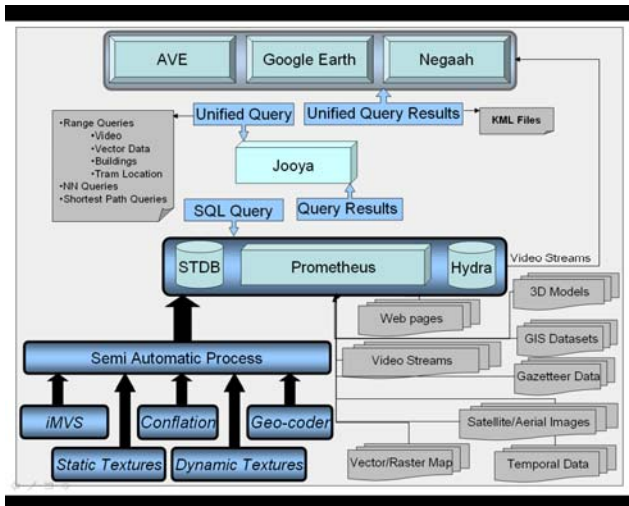 AVE
Google Earth
Negaah
Unified Query
Unified Query Results
KML Files
•Range Queries
•Video
•Vector Data
•Buildings
•Tram Location
•NN Queries
•Shortest Path Queries
Jooya
SQL Query
Query Results
STDB
Prometheus
Hydra
Video Streams
3D Models
Web pages
GIS Datasets
Video Streams
Gazetteer Data
Semi Automatic Process
iMVS
Conflation
Geo-coder
Satellite/Aerial Images
Static Textures
Dynamic Textures
Vector/Raster Map
Temporal Data